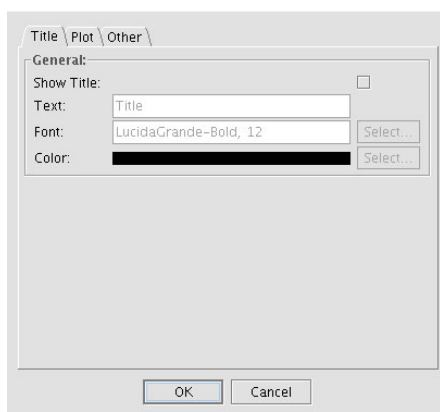 Title Plot Other
General:
Show Title:
Text: Title
Font: LucidaGrande-Bold, 12 Select...
Color: Select...
OK Cancel